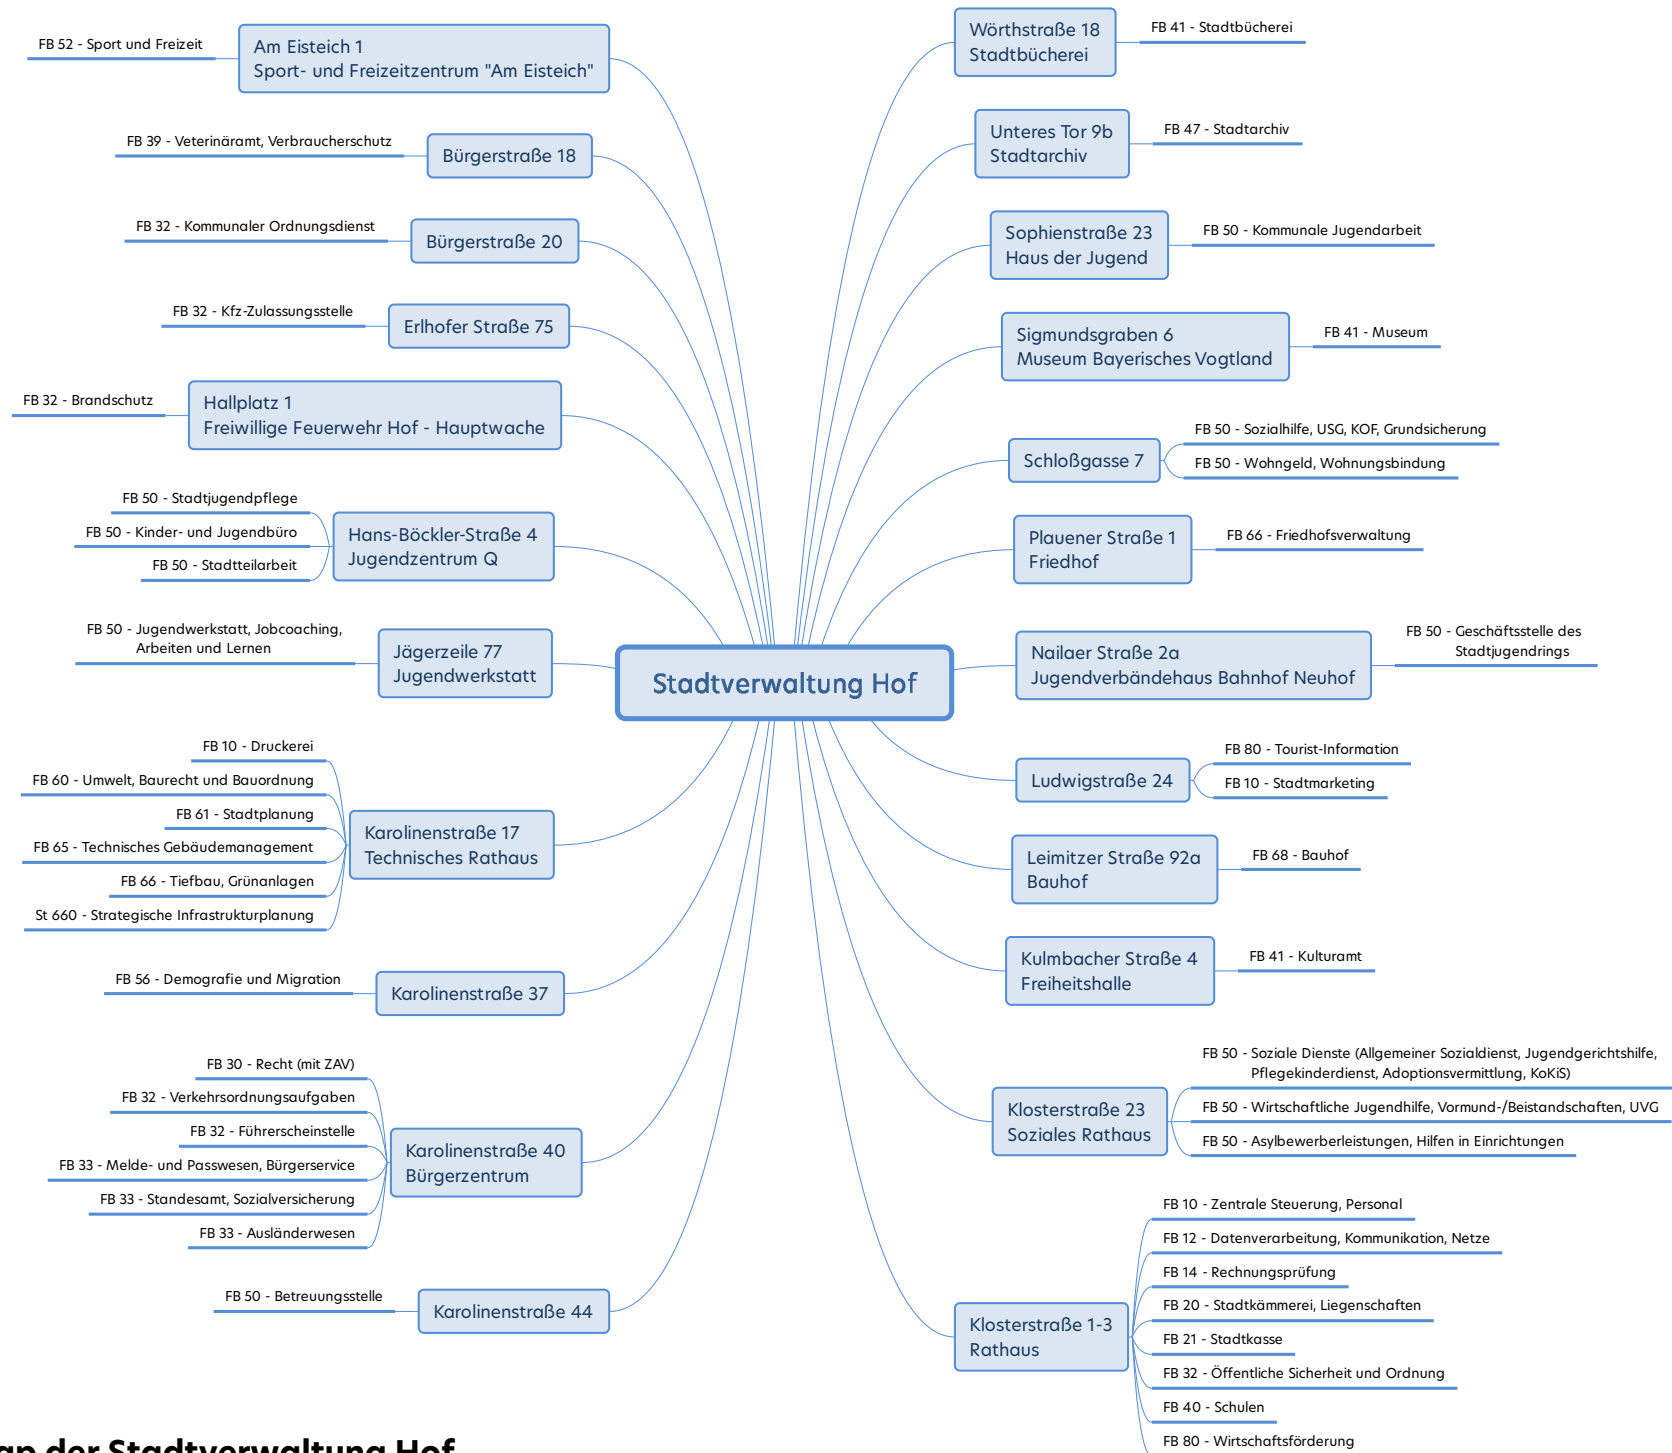 FB 52 - Sport und Freizeit
Am Eisteich 1
Sport- und Freizeitzentrum "Am Eisteich"
FB 39 - Veterinäramt, Verbraucherschutz
Bürgerstraße 18
FB 32 - Kommunaler Ordnungsdienst
Bürgerstraße 20
FB 32 - Kfz-Zulassungsstelle
Erlhofer Straße 75
FB 32 - Brandschutz
Hallplatz 1
Freiwillige Feuerwehr Hof - Hauptwache
FB 50 - Stadtjugendpflege
FB 50 - Kinder- und Jugendbüro
FB 50 - Stadtteilarbeit
Hans-Böckler-Straße 4
Jugendzentrum Q
FB 50 - Jugendwerkstatt, Jobcoaching,
Arbeiten und Lernen
Jägerzeile 77
Jugendwerkstatt
FB 10 - Druckerei
FB 60 - Umwelt, Baurecht und Bauordnung
FB 61 - Stadtplanung
FB 65 - Technisches Gebäudemanagement
FB 66 - Tiefbau, Grünanlagen
St 660 - Strategische Infrastrukturplanung
Karolinenstraße 17
Technisches Rathaus
FB 56 - Demografie und Migration
Karolinenstraße 37
FB 30 - Recht (mit ZAV)
FB 32 - Verkehrsordnungsaufgaben
FB 32 - Führerscheinstelle
FB 33 - Melde- und Passwesen, Bürgerservice
FB 33 - Standesamt, Sozialversicherung
FB 33 - Ausländerwesen
Karolinenstraße 40
Bürgerzentrum
FB 50 - Betreuungsstelle
Karolinenstraße 44
Stadtverwaltung Hof
Wörthstraße 18
Stadtbücherei
FB 41 - Stadtbücherei
Unteres Tor 9b
Stadtarchiv
FB 47 - Stadtarchiv
Sophienstraße 23
Haus der Jugend
FB 50 - Kommunale Jugendarbeit
Sigmundsgraben 6
Museum Bayerisches Vogtland
FB 41 - Museum
Schloßgasse 7
FB 50 - Sozialhilfe, USG, KOF, Grundsicherung
FB 50 - Wohngeld, Wohnungsbindung
Plauener Straße 1
Friedhof
FB 66 - Friedhofsverwaltung
Nailaer Straße 2a
Jugendverbändehaus Bahnhof Neuhof
FB 50 - Geschäftsstelle des
Stadtjugendrings
Ludwigstraße 24
FB 80 - Tourist-Information
FB 10 - Stadtmarketing
Leimitzer Straße 92a
Bauhof
FB 68 - Bauhof
Kulmbacher Straße 4
Freiheitshalle
FB 41 - Kulturamt
Klosterstraße 23
Soziales Rathaus
FB 50 - Soziale Dienste (Allgemeiner Sozialdienst, Jugendgerichtshilfe,
Pflegekinderdienst, Adoptionsvermittlung, KoKiS)
FB 50 - Wirtschaftliche Jugendhilfe, Vormund-/Beistandschaften, UVG
FB 50 - Asylbewerberleistungen, Hilfen in Einrichtungen
Klosterstraße 1-3
Rathaus
FB 10 - Zentrale Steuerung, Personal
FB 12 - Datenverarbeitung, Kommunikation, Netze
FB 14 - Rechnungsprüfung
FB 20 - Stadtkämmerei, Liegenschaften
FB 21 - Stadtkasse
FB 32 - Öffentliche Sicherheit und Ordnung
FB 40 - Schulen
FB 80 - Wirtschaftsförderung
der Stadtverwaltung Hof